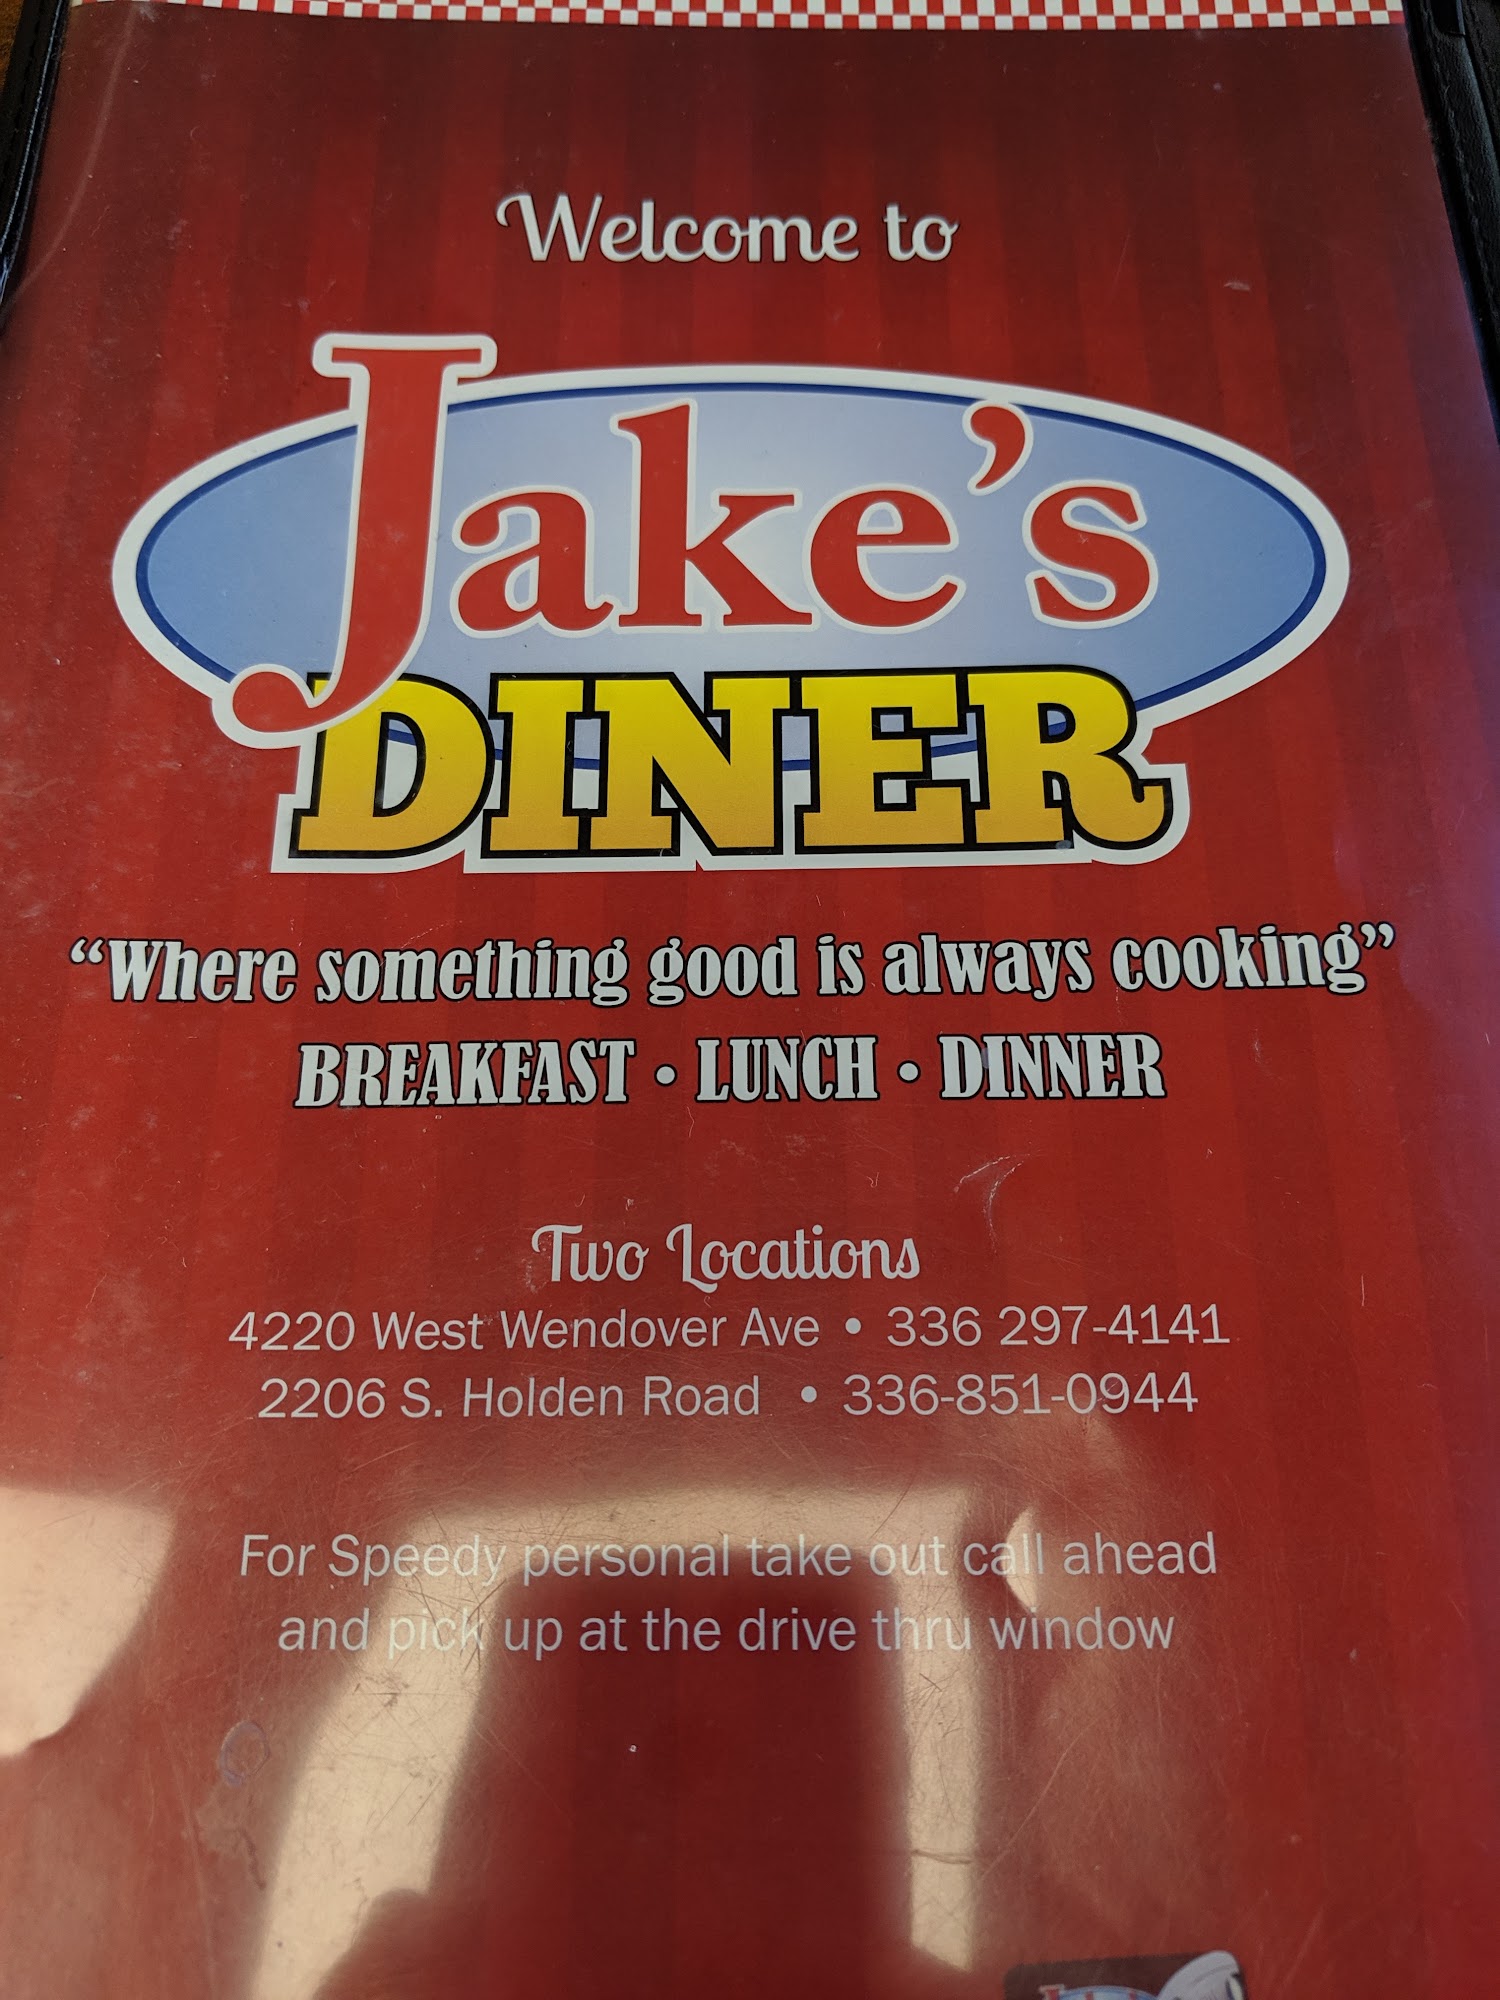 Welcome to
Jake's
DINER
“Where something good is always cooking”
BREAKFAST • LUNCH • DINNER
Two Locations
4220 West Wendover Ave • 336 297-4141
2206 S. Holden Road • 336-851-0944
For Speedy personal take out call ahead
and pick up at the drive thru window